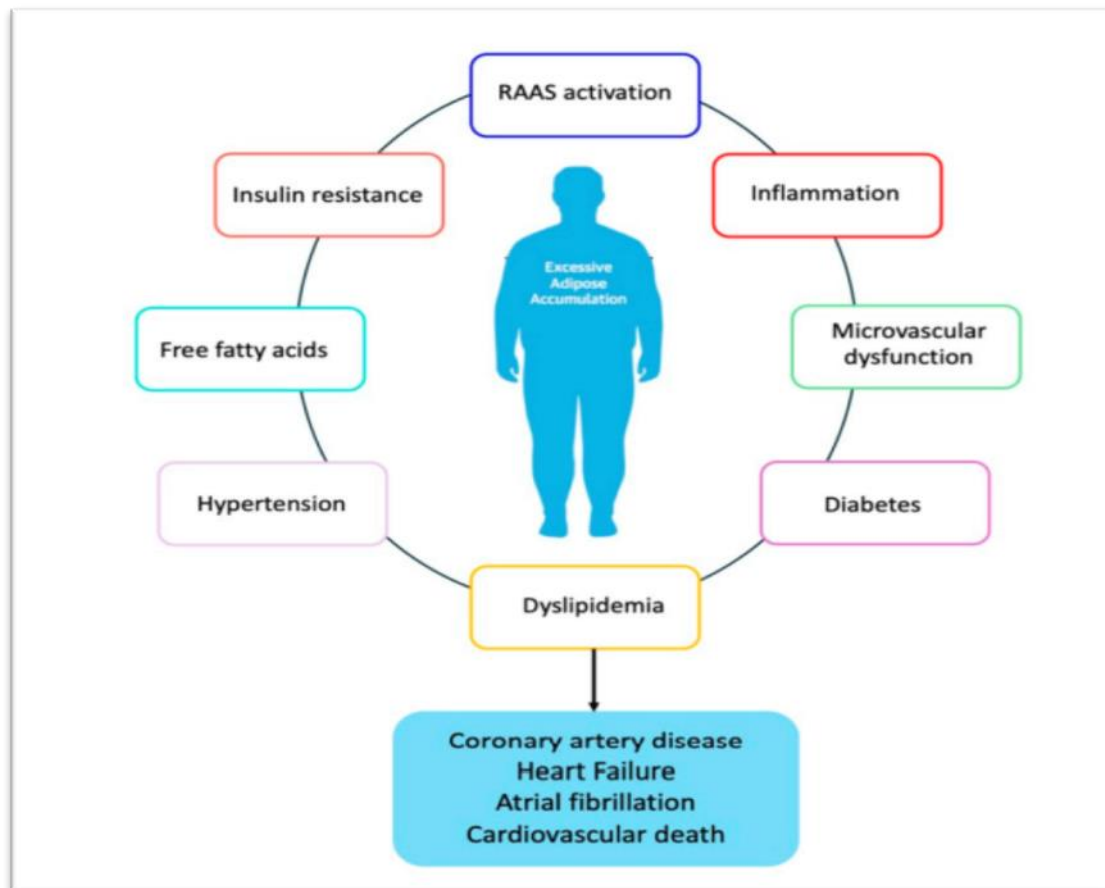 RAAS activation
Insulin resistance
Inflammation
Excessive
Adipose
Accumulation
Free fatty acids
Microvascular
dysfunction
Hypertension
Diabetes
Dyslipidemia
Coronary artery disease
Heart Failure
Atrial fibrillation
Cardiovascular death